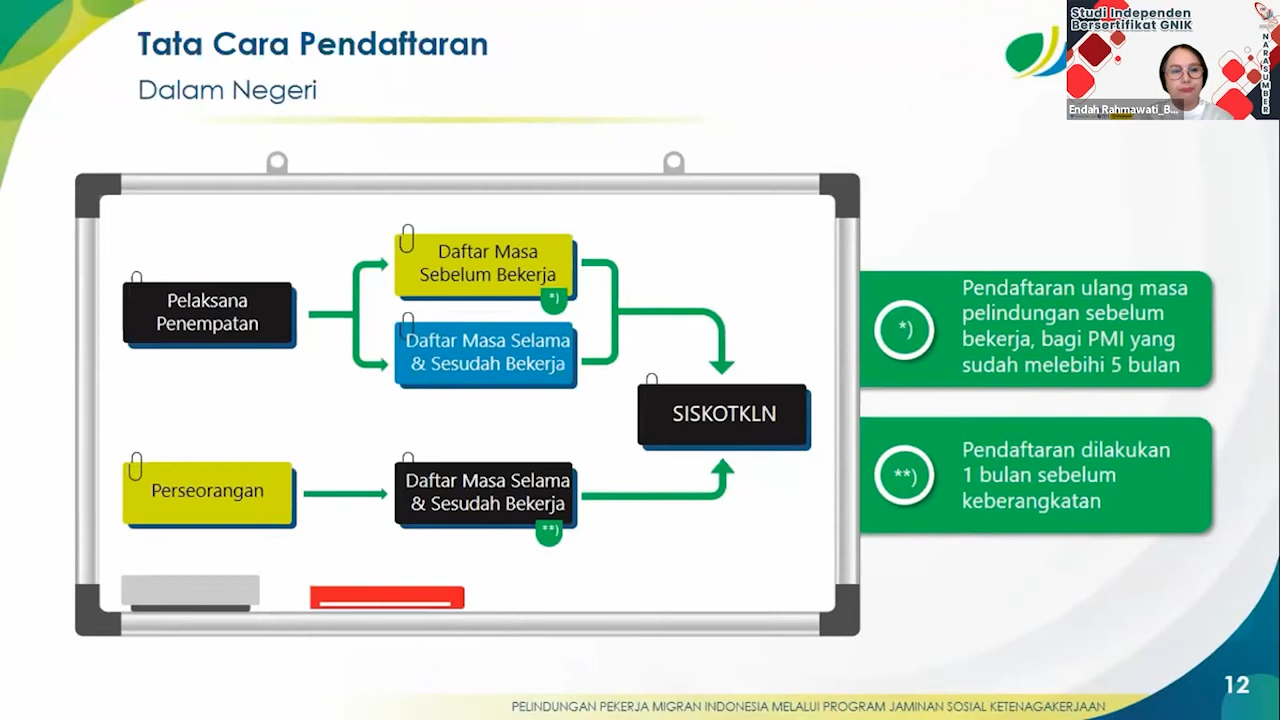 Tata Cara Pendaftaran
Dalam Negeri
Studi Independen
Bersertifikat GNIK
NARASUMBER
Endah Rahmawati_B...
Pelaksana
Penempatan
Daftar Masa
Sebelum Bekerja
*)
Daftar Masa Selama
& Sesudah Bekerja
SISKOTKLN
Perseorangan
Daftar Masa Selama
& Sesudah Bekerja
**)
*)
Pendaftaran ulang masa
pelindungan sebelum
bekerja, bagi PMI yang
sudah melebihi 5 bulan
**)
Pendaftaran dilakukan
1 bulan sebelum
keberangkatan
12
PELINDUNGAN PEKERJA MIGRAN INDONESIA MELALUI PROGRAM JAMINAN SOSIAL KETENAGAKERJAAN